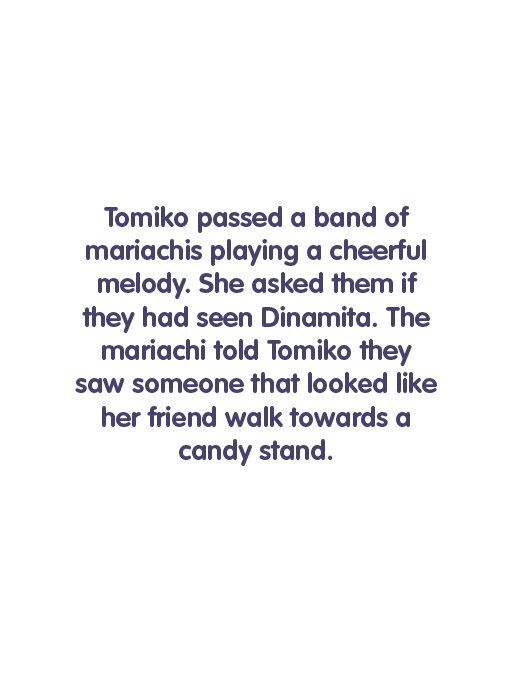 Tomiko passed a band of
mariachis playing a cheerful
melody. She asked them if
they had seen Dinamita. The
mariachi told Tomiko they
saw someone that looked like
her friend walk towards a
candy stand.